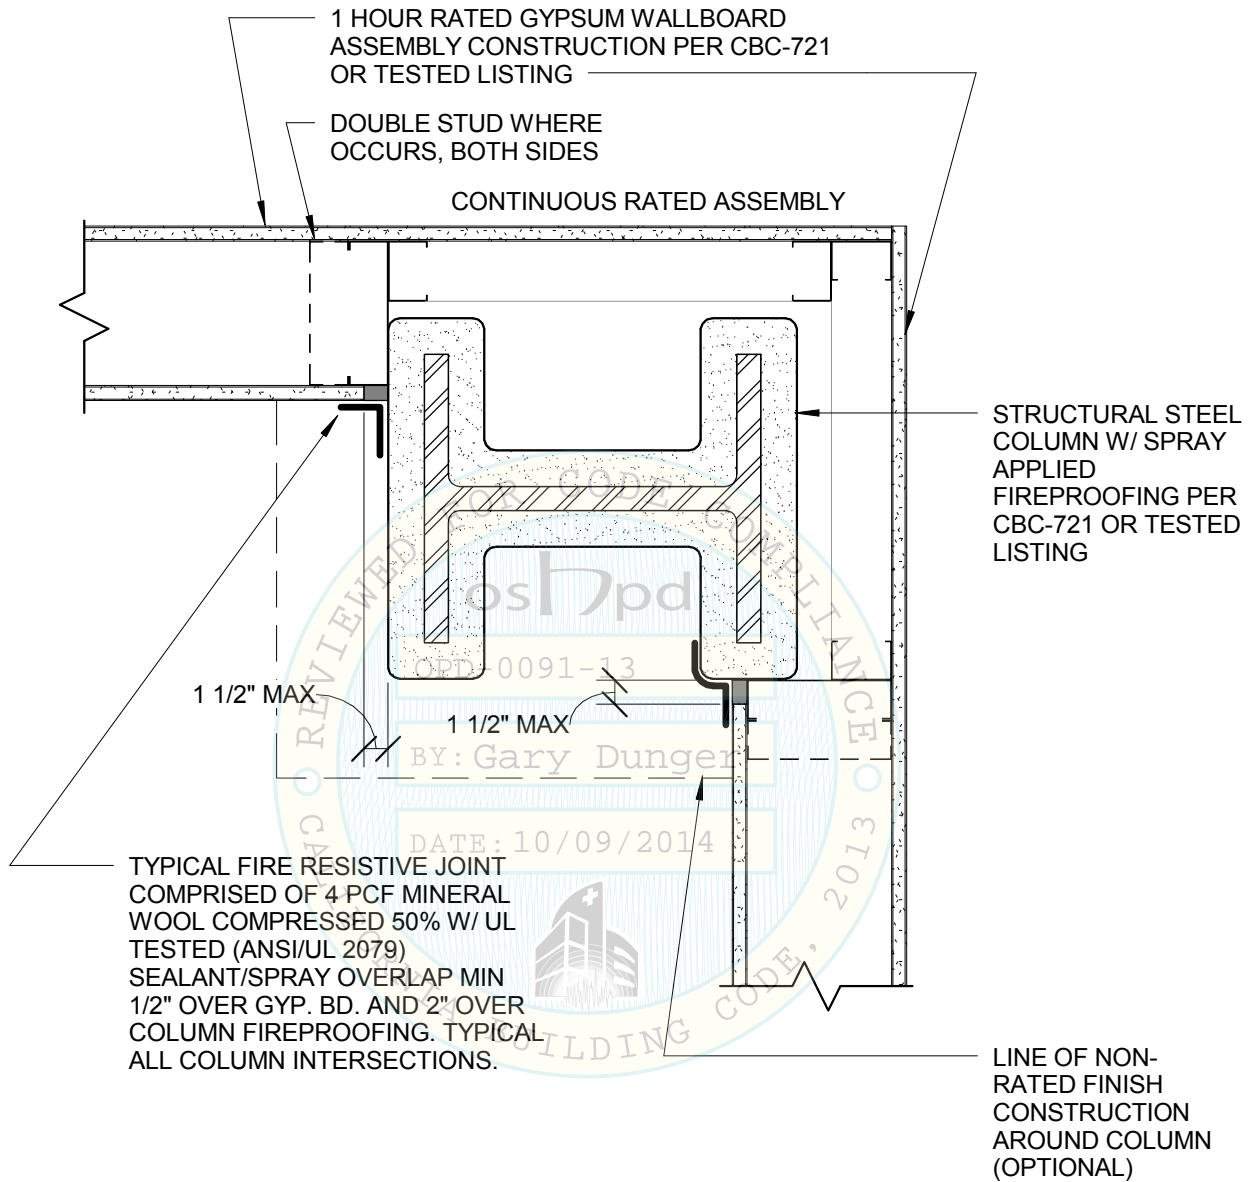 1 HOUR RATED GYPSUM WALLBOARD
ASSEMBLY CONSTRUCTION PER CBC-721
OR TESTED LISTING
DOUBLE STUD WHERE
OCCURS, BOTH SIDES
CONTINUOUS RATED ASSEMBLY
STRUCTURAL STEEL
COLUMN W/ SPRAY
APPLIED
FIREPROOFING PER
CBC-721 OR TESTED
LISTING
REVIEWED FOR CODE COMPLIANCE
oshpd
OPD-0091-13
1 1/2" MAX
1 1/2" MAX
BY: Gary Dunger
DATE: 10/09/2014
CALIFORNIA BUILDING CODE, 2013
TYPICAL FIRE RESISTIVE JOINT
COMPRISED OF 4 PCF MINERAL
WOOL COMPRESSED 50% W/ UL
TESTED (ANSI/UL 2079)
SEALANT/SPRAY OVERLAP MIN
1/2" OVER GYP. BD. AND 2" OVER
COLUMN FIREPROOFING. TYPICAL
ALL COLUMN INTERSECTIONS.
LINE OF NON-
RATED FINISH
CONSTRUCTION
AROUND COLUMN
(OPTIONAL)